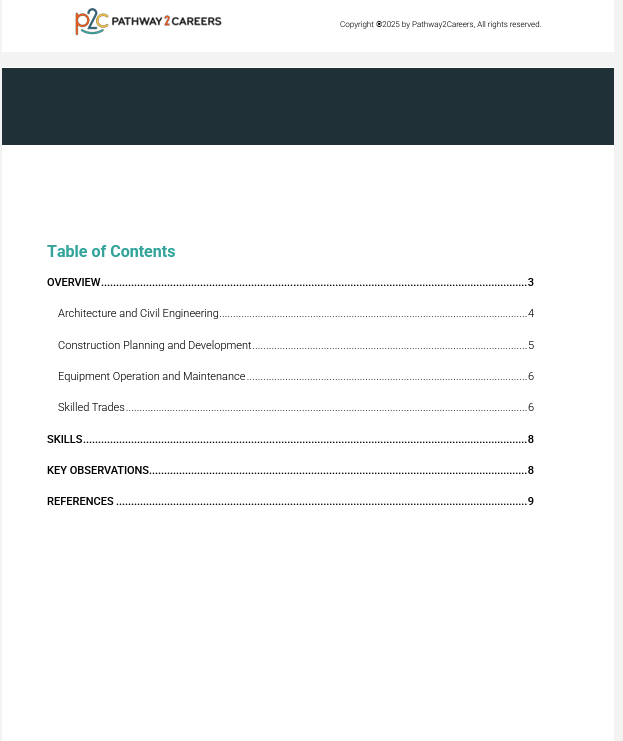 p2c PATHWAY 2 CAREERS
Copyright ©2025 by Pathway2Careers, All rights reserved.
Table of Contents
OVERVIEW....................................................................................................3
Architecture and Civil Engineering....................................................................................................4
Construction Planning and Development....................................................................................................5
Equipment Operation and Maintenance....................................................................................................6
Skilled Trades....................................................................................................6
SKILLS....................................................................................................8
KEY OBSERVATIONS....................................................................................................8
REFERENCES ....................................................................................................9